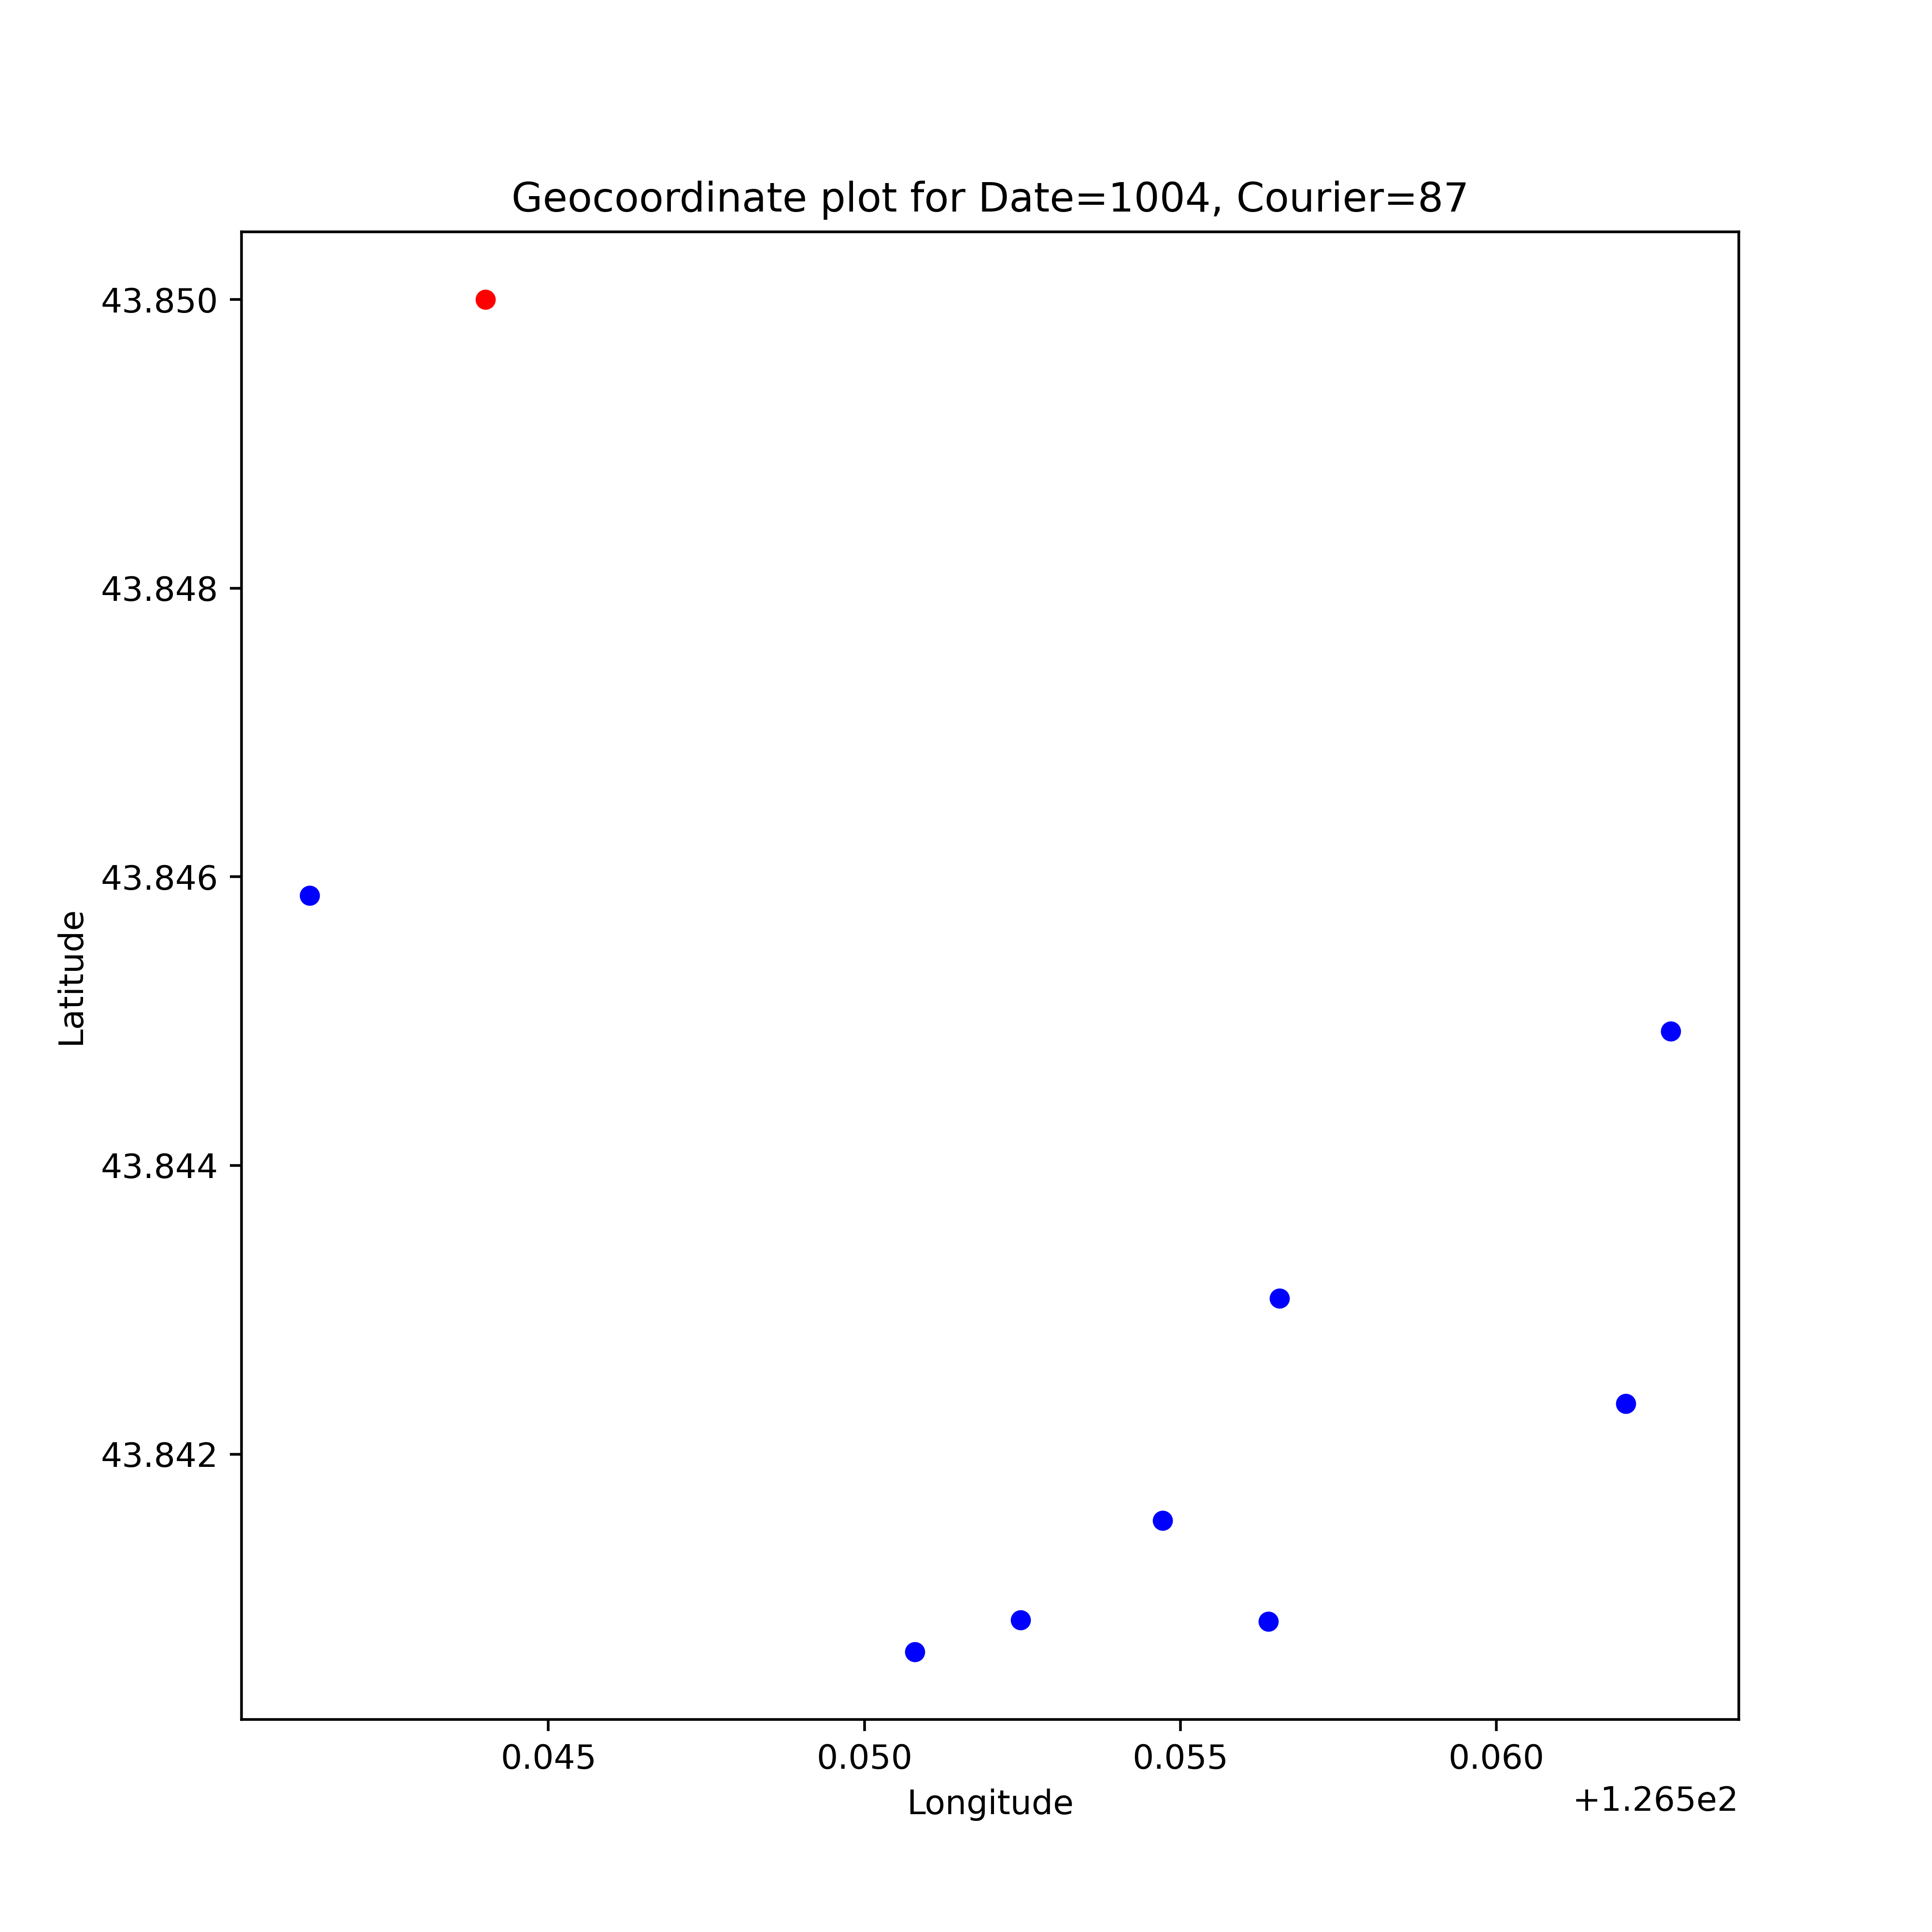 Geocoordinate plot for Date=1004, Courier=87
43.850
43.848
43.846
43.844
43.842
Latitude
0.045 0.050 0.055 0.060
Longitude
+1.265e2